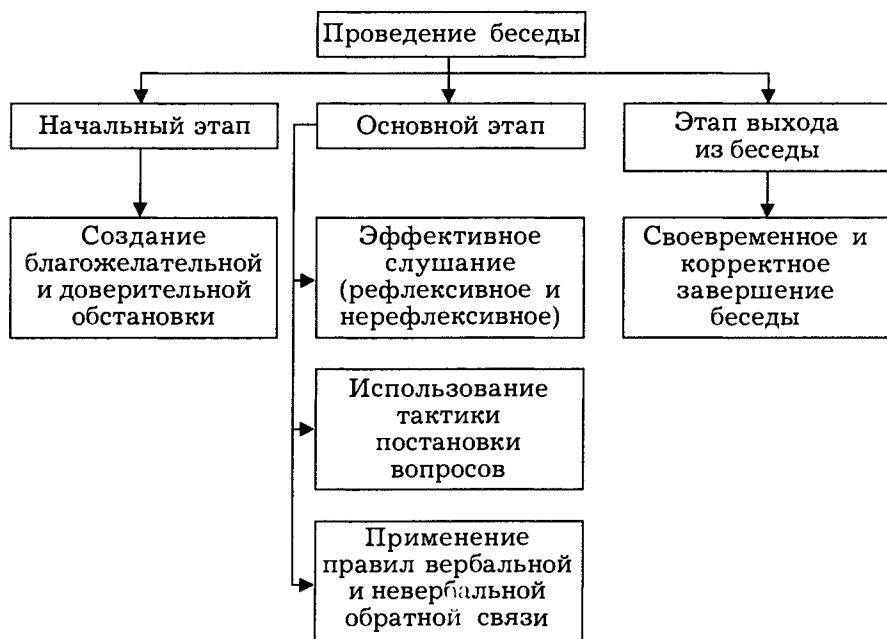 Проведение беседы
Начальный этап
Основной этап
Этап выхода
из беседы
Создание
благожелательной
и доверительной
обстановки
Эффективное
слушание
(рефлексивное и
нерефлексивное)
Своевременное и
корректное
завершение
беседы
Использование
тактики
постановки
вопросов
Применение
правил вербальной
и невербальной
обратной связи